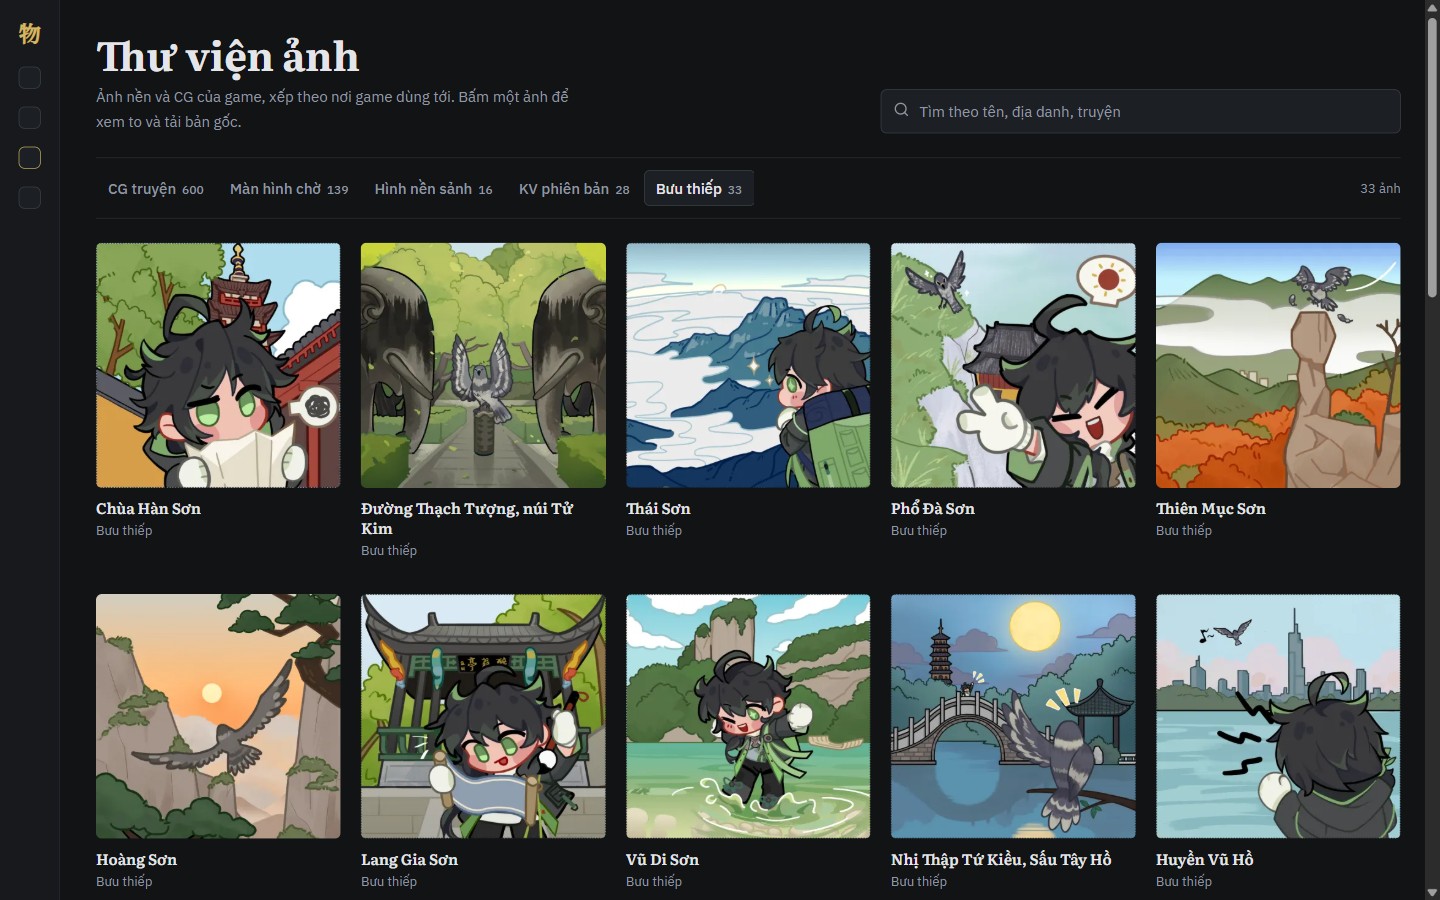 物
Thư viện ảnh
Ảnh nền và CG của game, xếp theo nơi game dùng tới. Bấm một ảnh để
xem to và tải bản gốc.
Tìm theo tên, địa danh, truyện
CG truyện 600 Màn hình chờ 139 Hình nền sảnh 16 KV phiên bản 28 Bưu thiếp 33
33 ảnh
Chùa Hàn Sơn
Bưu thiếp
Đường Thạch Tượng, núi Tử
Kim
Bưu thiếp
Thái Sơn
Bưu thiếp
Phổ Đà Sơn
Bưu thiếp
Thiên Mục Sơn
Bưu thiếp
Hoàng Sơn
Bưu thiếp
Lang Gia Sơn
Bưu thiếp
Vũ Di Sơn
Bưu thiếp
Nhị Thập Tứ Kiều, Sấu Tây Hồ
Bưu thiếp
Huyền Vũ Hồ
Bưu thiếp